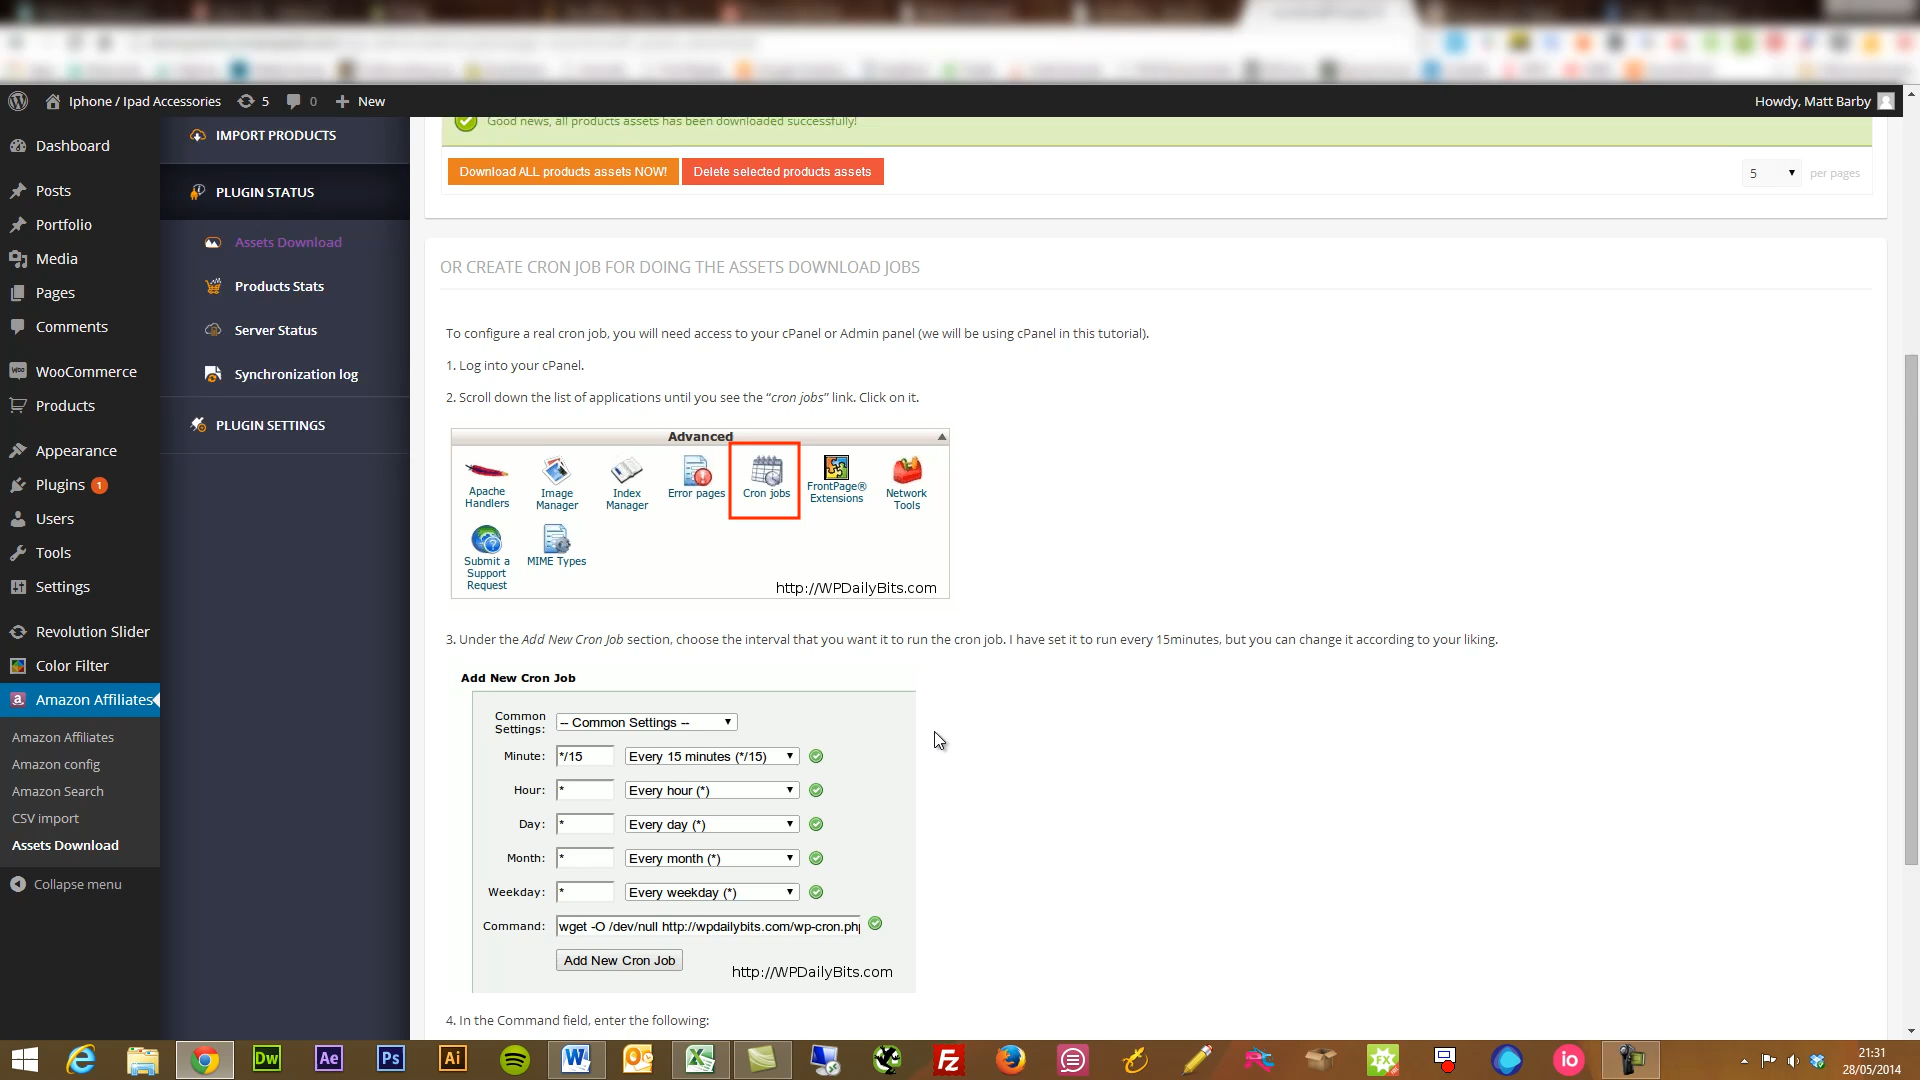 Iphone / Ipad Accessories
5
0
New
Howdy, Matt Barby
Dashboard
Posts
Portfolio
Media
Pages
Comments
WooCommerce
Products
Appearance
Plugins 1
Users
Tools
Settings
Revolution Slider
Color Filter
Amazon Affiliates
Amazon Affiliates
Amazon config
Amazon Search
CSV import
Assets Download
Collapse menu
IMPORT PRODUCTS
PLUGIN STATUS
Assets Download
Products Stats
Server Status
Synchronization log
PLUGIN SETTINGS
Good news, all products assets has been downloaded successfully!
Download ALL products assets NOW!
Delete selected products assets
5
per pages
OR CREATE CRON JOB FOR DOING THE ASSETS DOWNLOAD JOBS
To configure a real cron job, you will need access to your cPanel or Admin panel (we will be using cPanel in this tutorial).
1. Log into your cPanel.
2. Scroll down the list of applications until you see the “cron jobs” link. Click on it.
Advanced
Apache
Handlers
Image
Manager
Index
Manager
Error pages
Cron jobs
FrontPage®
Extensions
Network
Tools
Submit a
Support
Request
MIME Types
http://WPDailyBits.com
3. Under the Add New Cron Job section, choose the interval that you want it to run the cron job. I have set it to run every 15minutes, but you can change it according to your liking.
Add New Cron Job
Common
Settings:
-- Common Settings --
Minute: */15 Every 15 minutes (*/15)
Hour: * Every hour (*)
Day: * Every day (*)
Month: * Every month (*)
Weekday: * Every weekday (*)
Command: wget -O /dev/null http://wpdailybits.com/wp-cron.php
Add New Cron Job
http://WPDailyBits.com
4. In the Command field, enter the following:
Dw
Ae
Ps
Ai
Fz
FX
io
21:31
28/05/2014